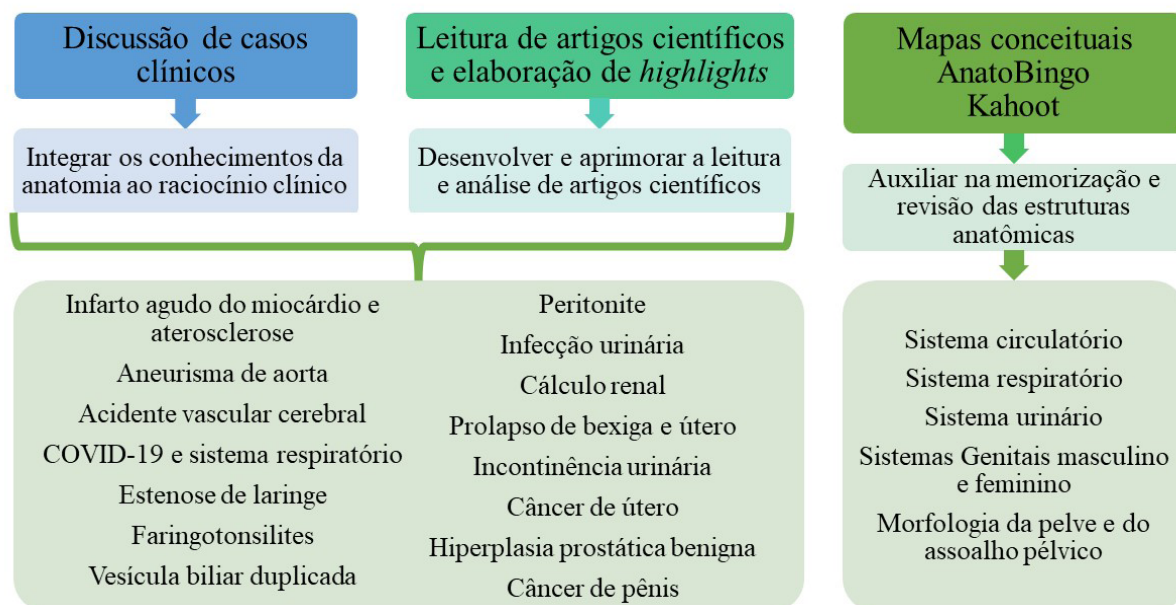 Discussão de casos
clínicos
Leitura de artigos científicos
e elaboração de highlights
Mapas conceituais
AnatoBingo
Kahoot
Integrar os conhecimentos da
anatomia ao raciocínio clínico
Desenvolver e aprimorar a leitura
e análise de artigos científicos
Auxiliar na memorização e
revisão das estruturas
anatômicas
Infarto agudo do miocárdio e
aterosclerose
Aneurisma de aorta
Acidente vascular cerebral
COVID-19 e sistema respiratório
Estenose de laringe
Faringotonsilites
Vesícula biliar duplicada
Peritonite
Infecção urinária
Cálculo renal
Prolapso de bexiga e útero
Incontinência urinária
Câncer de útero
Hiperplasia prostática benigna
Câncer de pênis
Sistema circulatório
Sistema respiratório
Sistema urinário
Sistemas Genitais masculino
e feminino
Morfologia da pelve e do
assoalho pélvico